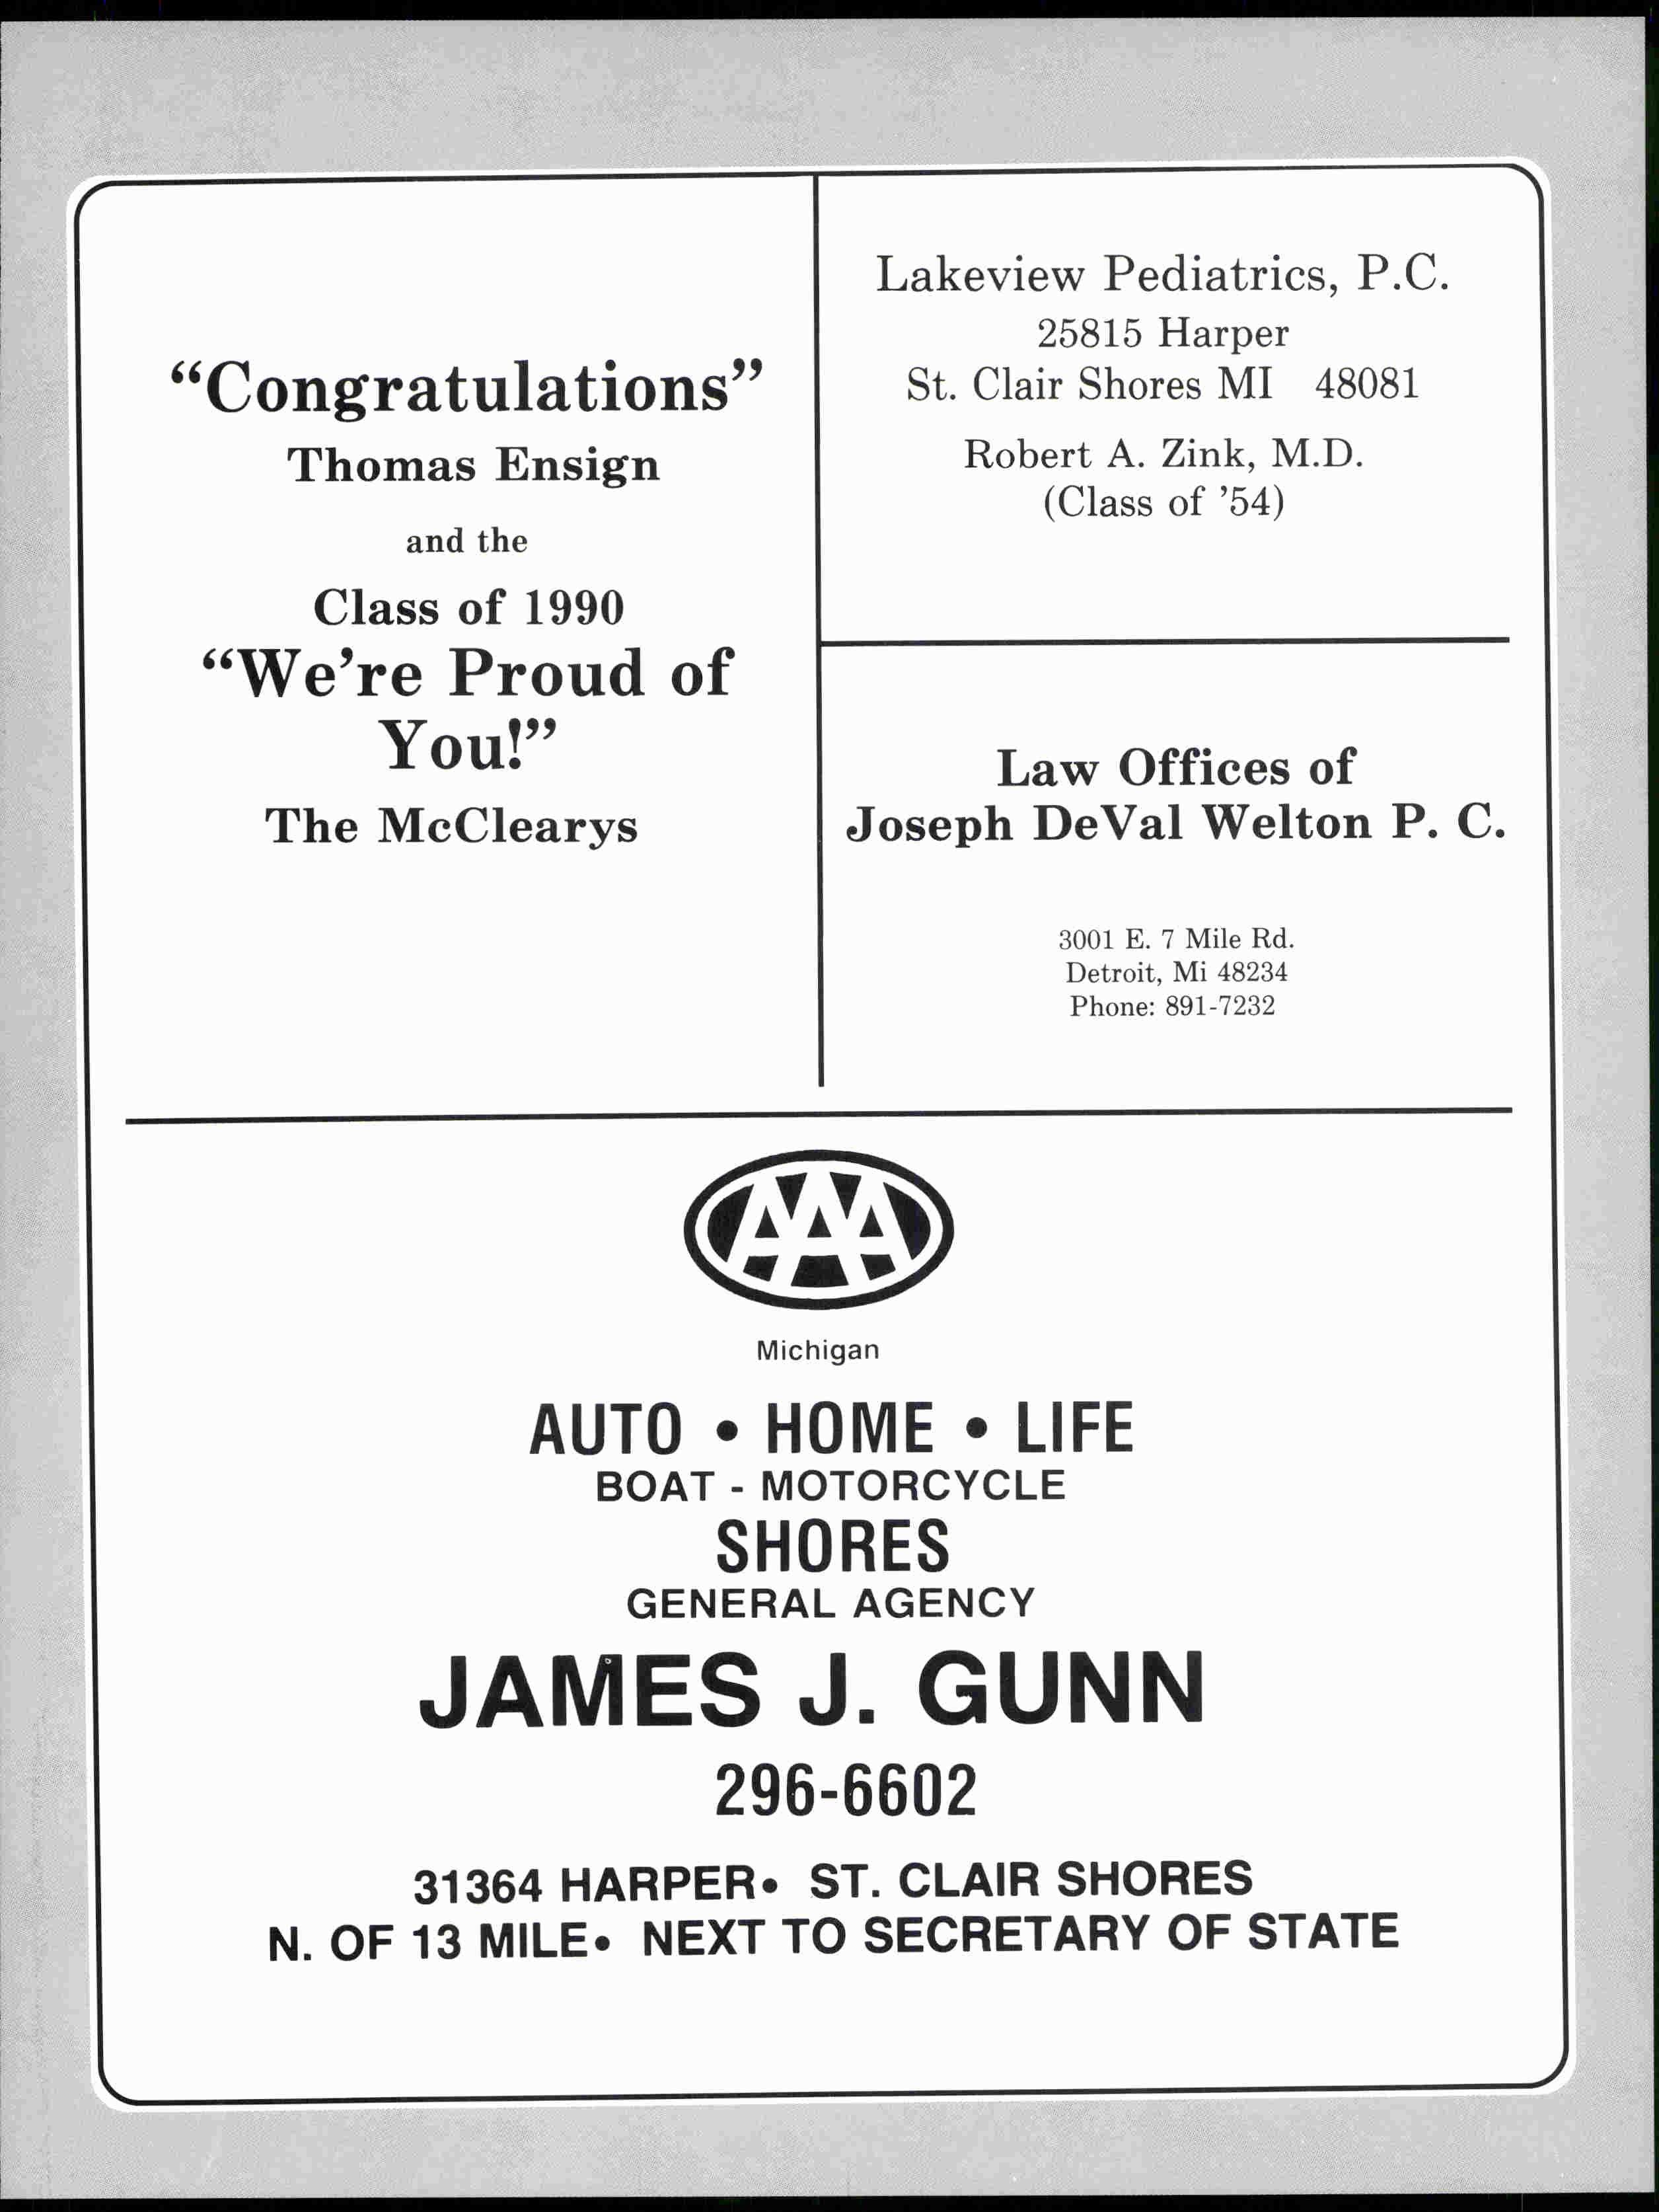 “Congratulations”
Thomas Ensign
and the
Class of 1990
“We’re Proud of
You!”
The McClearys
Lakeview Pediatrics, P.C.
25815 Harper
St. Clair Shores MI 48081
Robert A. Zink, M.D.
(Class of ’54)
Law Offices of
Joseph DeVal Welton P. C.
3001 E. 7 Mile Rd.
Detroit, Mi 48234
Phone: 891-7232
AAA
Michigan
AUTO • HOME • LIFE
BOAT - MOTORCYCLE
SHORES
GENERAL AGENCY
JAMES J. GUNN
296-6602
31364 HARPER• ST. CLAIR SHORES
N. OF 13 MILE• NEXT TO SECRETARY OF STATE